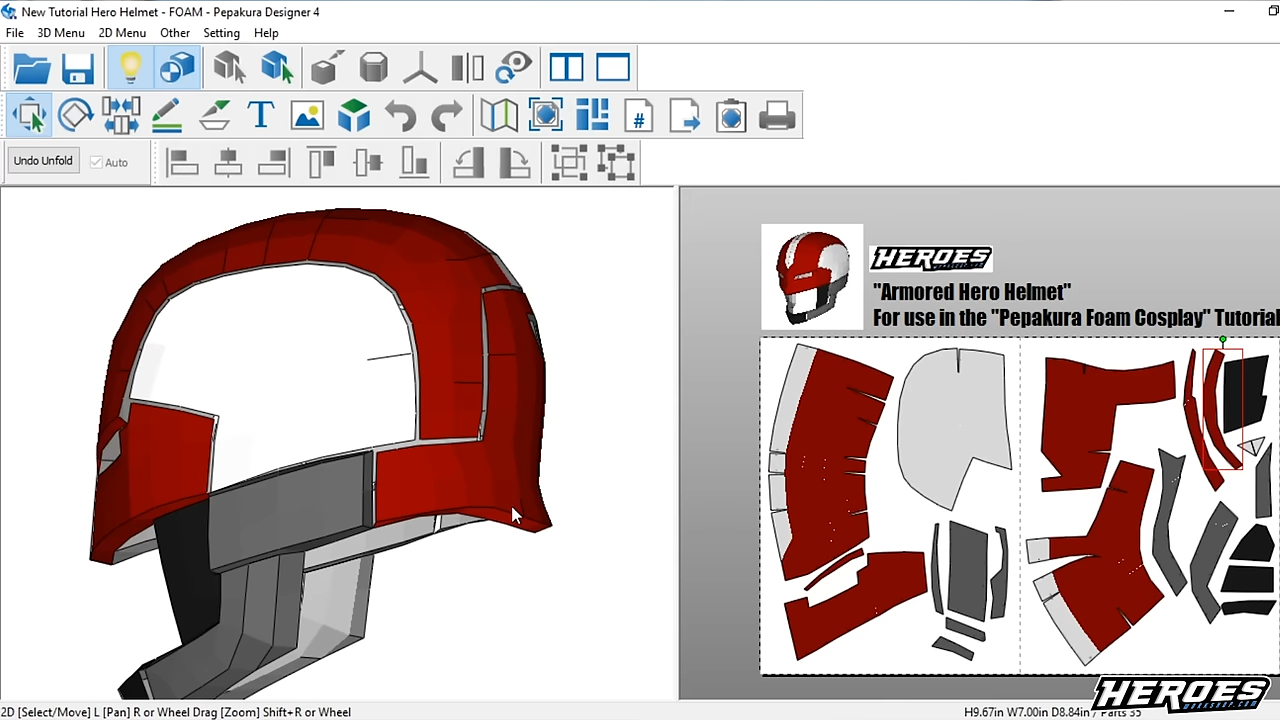 New Tutorial Hero Helmet - FOAM - Pepakura Designer 4
File 3D Menu 2D Menu Other Setting Help
T
#
Undo Unfold Auto
HEROES
"Armored Hero Helmet"
For use in the "Pepakura Foam Cosplay" Tutorial
HEROES
WORKSHOP.COM
2D [Select/Move] L [Pan] R or Wheel Drag [Zoom] Shift+R or Wheel H9.67in W7.00in D8.84in / Parts 35